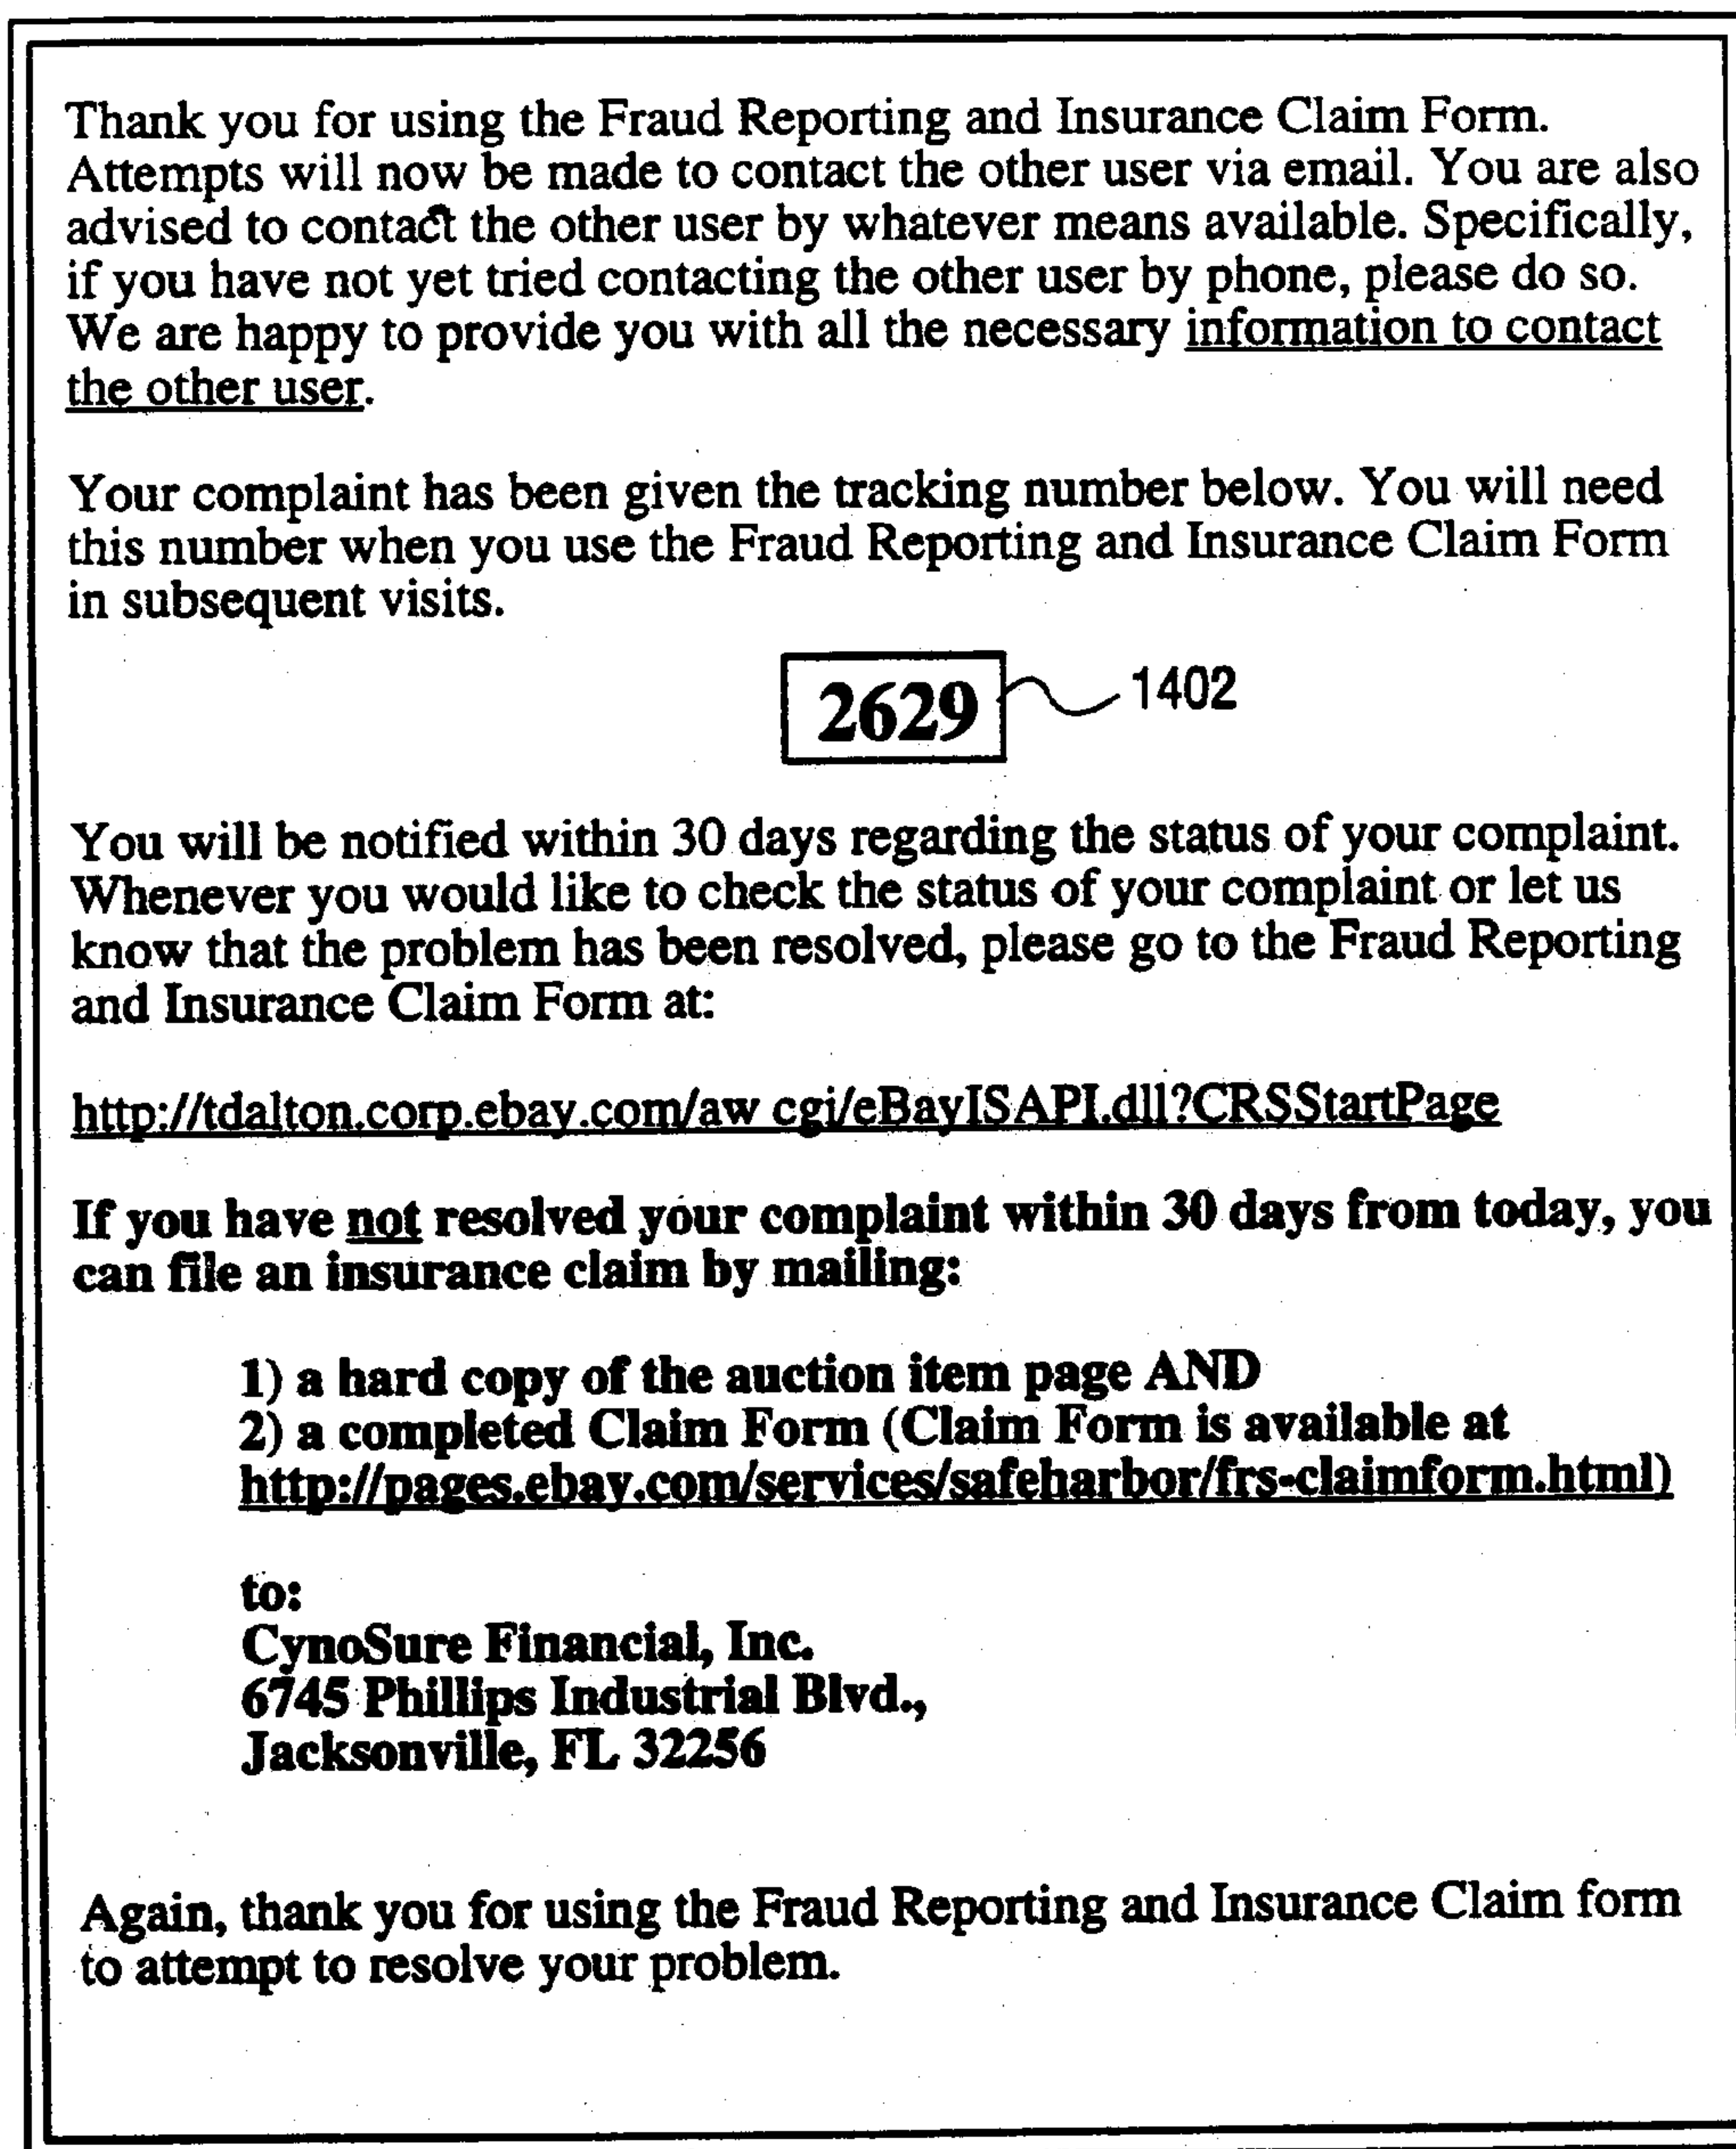 Thank you for using the Fraud Reporting and Insurance Claim Form.
Attempts will now be made to contact the other user via email. You are also
advised to contact the other user by whatever means available. Specifically,
if you have not yet tried contacting the other user by phone, please do so.
We are happy to provide you with all the necessary information to contact
the other user.
Your complaint has been given the tracking number below. You will need
this number when you use the Fraud Reporting and Insurance Claim Form
in subsequent visits.
2629 1402
You will be notified within 30 days regarding the status of your complaint.
Whenever you would like to check the status of your complaint or let us
know that the problem has been resolved, please go to the Fraud Reporting
and Insurance Claim Form at:
http://tdalton.corp.ebay.com/aw cgi/eBayISAPI.dll?CRSStartPage
If you have not resolved your complaint within 30 days from today, you
can file an insurance claim by mailing:
1) a hard copy of the auction item page AND
2) a completed Claim Form (Claim Form is available at
http://pages.ebay.com/services/safeharbor/frs-claimform.html)
to:
CynoSure Financial, Inc.
6745 Phillips Industrial Blvd.,
Jacksonville, FL 32256
Again, thank you for using the Fraud Reporting and Insurance Claim form
to attempt to resolve your problem.